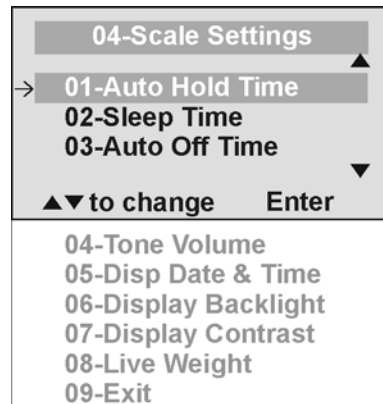 04-Scale Settings
▲
→ 01-Auto Hold Time
02-Sleep Time
03-Auto Off Time
▼
▲▼to change Enter
04-Tone Volume
05-Disp Date & Time
06-Display Backlight
07-Display Contrast
08-Live Weight
09-Exit